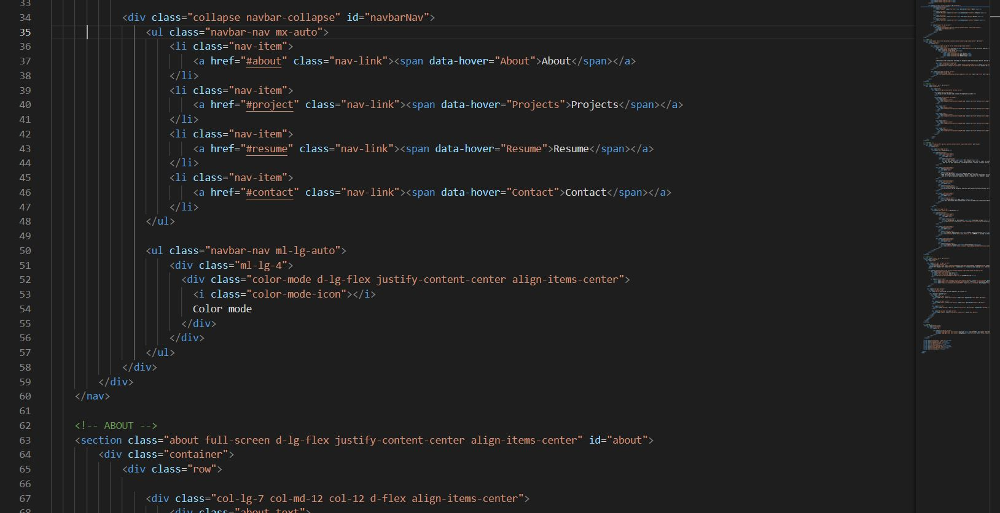 33
34 <div class="collapse navbar-collapse" id="navbarNav">
35 <ul class="navbar-nav mx-auto">
36 <li class="nav-item">
37 <a href="#about" class="nav-link"><span data-hover="About">About</span></a>
38 </li>
39 <li class="nav-item">
40 <a href="#project" class="nav-link"><span data-hover="Projects">Projects</span></a>
41 </li>
42 <li class="nav-item">
43 <a href="#resume" class="nav-link"><span data-hover="Resume">Resume</span></a>
44 </li>
45 <li class="nav-item">
46 <a href="#contact" class="nav-link"><span data-hover="Contact">Contact</span></a>
47 </li>
48 </ul>
49
50 <ul class="navbar-nav ml-lg-auto">
51 <div class="ml-lg-4">
52 <div class="color-mode d-lg-flex justify-content-center align-items-center">
53 <i class="color-mode-icon"></i>
54 Color mode
55 </div>
56 </div>
57 </ul>
58 </div>
59 </div>
60 </nav>
61
62 <!-- ABOUT -->
63 <section class="about full-screen d-lg-flex justify-content-center align-items-center" id="about">
64 <div class="container">
65 <div class="row">
66
67 <div class="col-lg-7 col-md-12 col-12 d-flex align-items-center">
68 <div class="about-text">